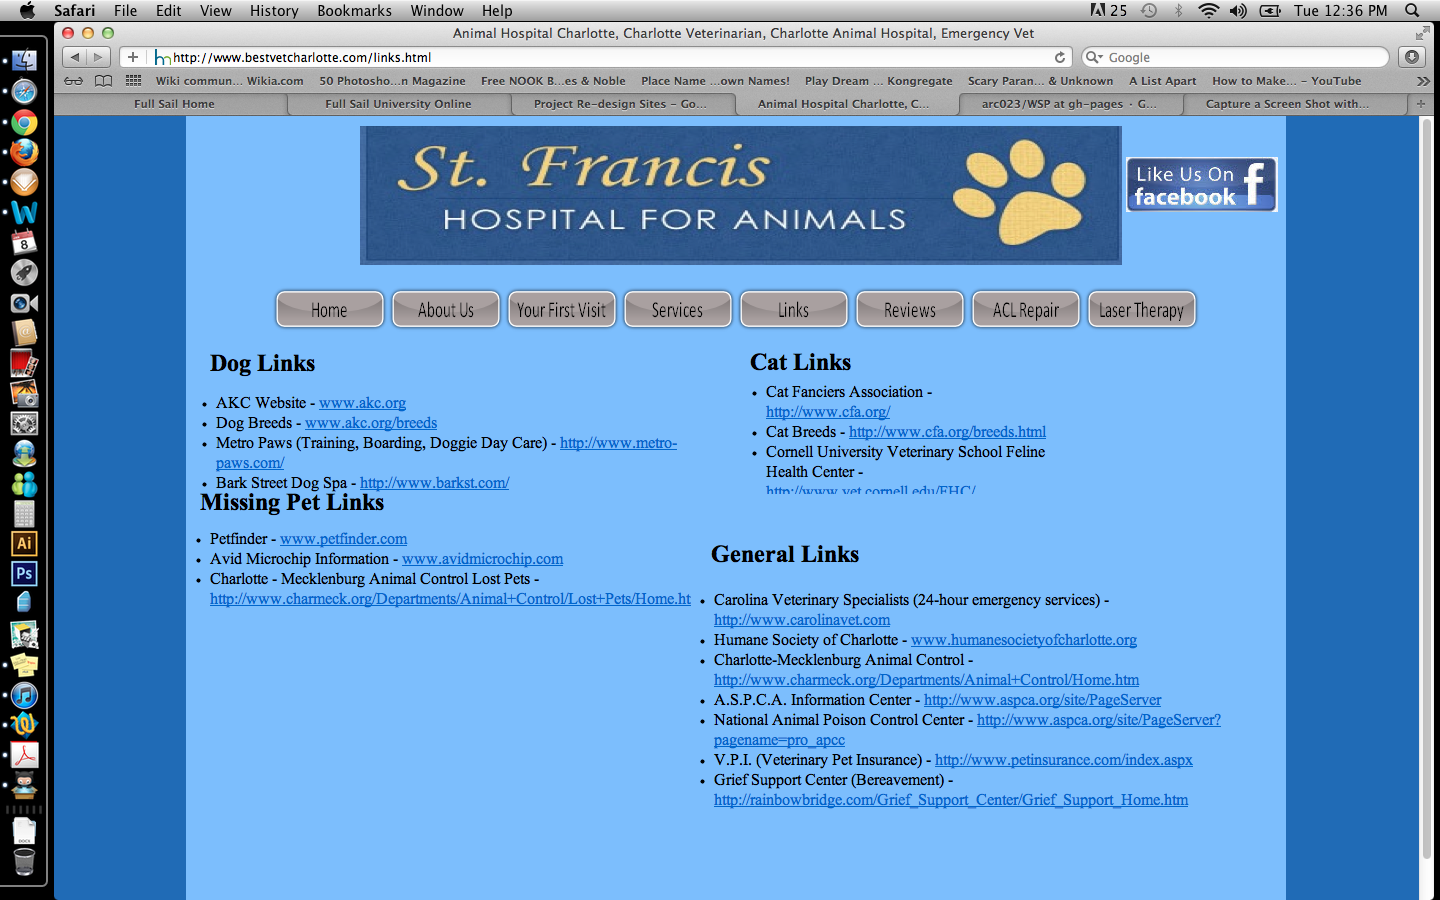 Safari File Edit View History Bookmarks Window Help
25 Tue 12:36 PM
Animal Hospital Charlotte, Charlotte Veterinarian, Charlotte Animal Hospital, Emergency Vet
http://www.bestvetcharlotte.com/links.html
Google
Wiki commun... Wikia.com 50 Photosho...n Magazine Free NOOK B...es & Noble Place Name ...own Names! Play Dream ... Kongregate Scary Paran... & Unknown A List Apart How to Make... – YouTube
Full Sail Home Full Sail University Online Project Re-design Sites – Go... Animal Hospital Charlotte, C... arc023/WSP at gh-pages · G... Capture a Screen Shot with...
St. Francis
HOSPITAL FOR ANIMALS
Like Us On
facebook
Home About Us Your First Visit Services Links Reviews ACL Repair Laser Therapy
Dog Links
• AKC Website - www.akc.org
• Dog Breeds - www.akc.org/breeds
• Metro Paws (Training, Boarding, Doggie Day Care) - http://www.metro-
paws.com/
• Bark Street Dog Spa - http://www.barkst.com/
Cat Links
• Cat Fanciers Association -
http://www.cfa.org/
• Cat Breeds - http://www.cfa.org/breeds.html
• Cornell University Veterinary School Feline
Health Center -
http://www.vet.cornell.edu/FHC/
Missing Pet Links
• Petfinder - www.petfinder.com
• Avid Microchip Information - www.avidmicrochip.com
• Charlotte - Mecklenburg Animal Control Lost Pets -
http://www.charmeck.org/Departments/Animal+Control/Lost+Pets/Home.ht
General Links
• Carolina Veterinary Specialists (24-hour emergency services) -
http://www.carolinavet.com
• Humane Society of Charlotte - www.humanesocietyofcharlotte.org
• Charlotte-Mecklenburg Animal Control -
http://www.charmeck.org/Departments/Animal+Control/Home.htm
• A.S.P.C.A. Information Center - http://www.aspca.org/site/PageServer
• National Animal Poison Control Center - http://www.aspca.org/site/PageServer?
pagename=pro_apcc
• V.P.I. (Veterinary Pet Insurance) - http://www.petinsurance.com/index.aspx
• Grief Support Center (Bereavement) -
http://rainbowbridge.com/Grief_Support_Center/Grief_Support_Home.htm
8
Ai
Ps
DOCX